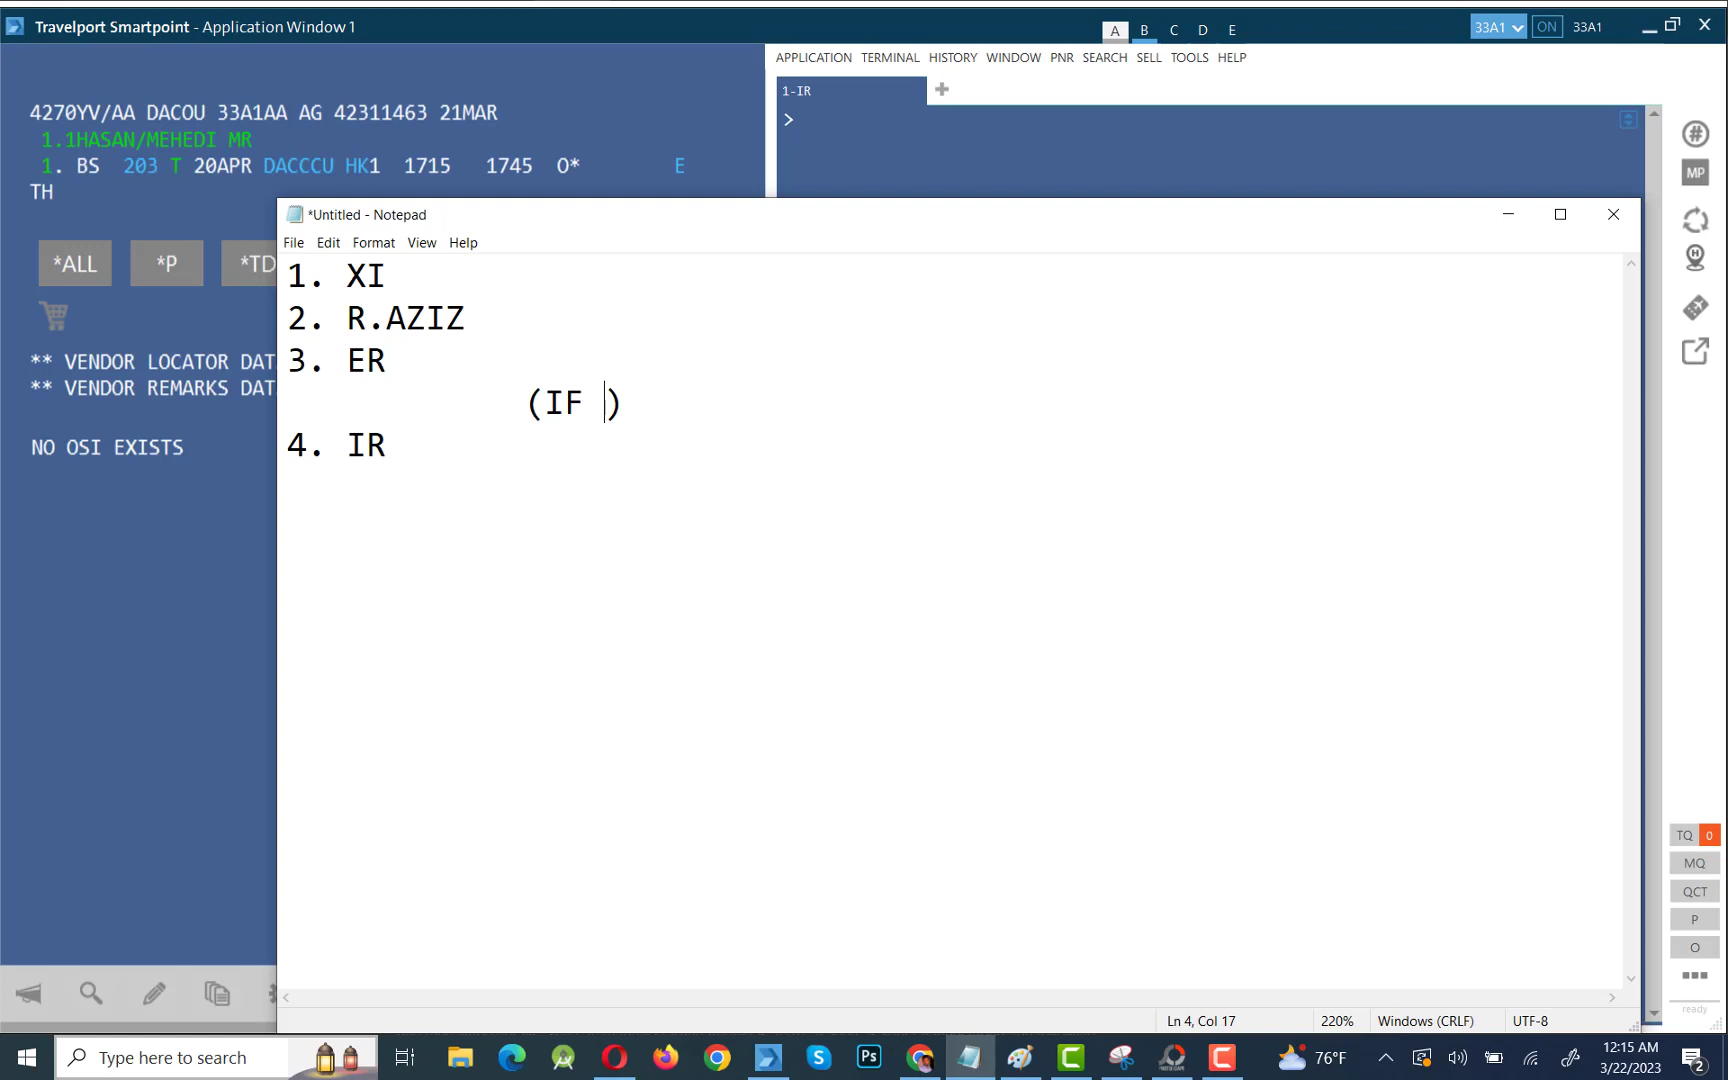 Travelport Smartpoint - Application Window 1
A B C D E
33A1 ON 33A1
APPLICATION TERMINAL HISTORY WINDOW PNR SEARCH SELL TOOLS HELP
1-IR
>
4270YV/AA DACOU 33A1AA AG 42311463 21MAR
1.1HASAN/MEHEDI MR
1. BS 203 T 20APR DACCCU HK1 1715 1745 O* E
TH
*ALL *P *TD
** VENDOR LOCATOR DAT
** VENDOR REMARKS DAT
NO OSI EXISTS
*Untitled - Notepad
File Edit Format View Help
1. XI
2. R.AZIZ
3. ER
(IF )
4. IR
Ln 4, Col 17 220% Windows (CRLF) UTF-8
# 
MP
H
TQ 0
MQ
QCT
P
O
ready
Type here to search
Ps
76°F
12:15 AM
3/22/2023
2